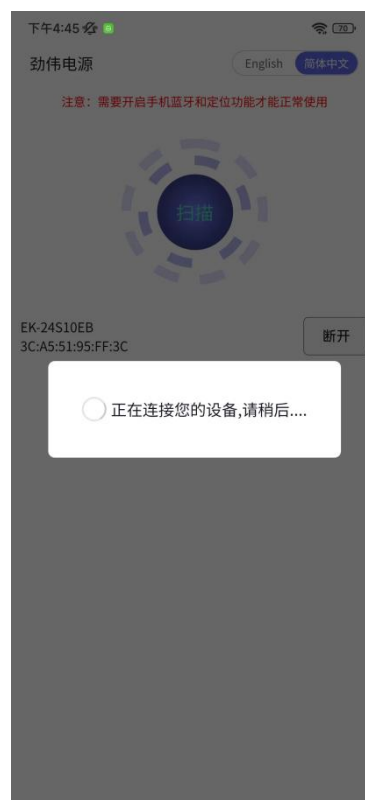 下午4:45
70
劲伟电源
English 简体中文
注意：需要开启手机蓝牙和定位功能才能正常使用
扫描
EK-24S10EB
3C:A5:51:95:FF:3C
断开
正在连接您的设备,请稍后....